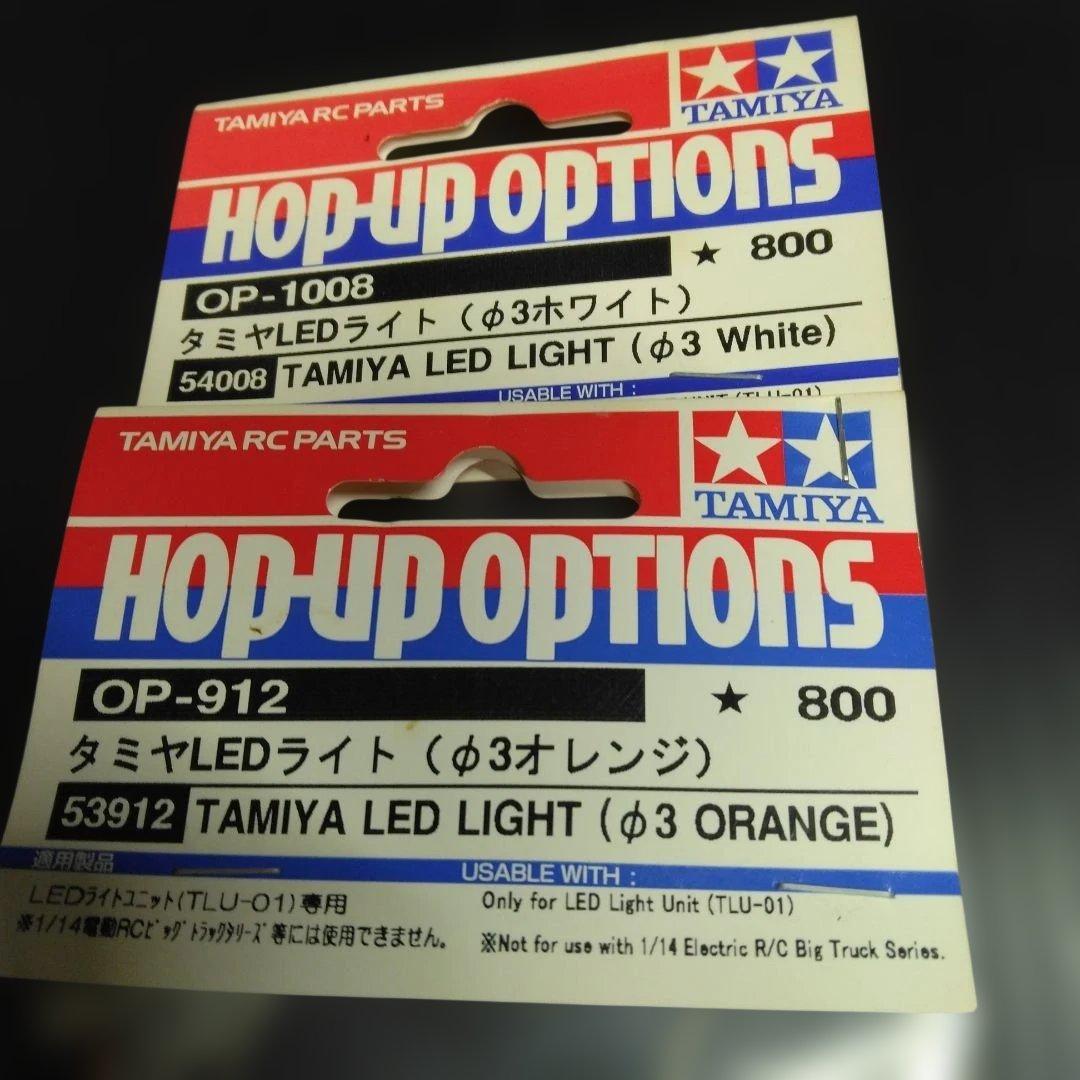 TAMIYA RC PARTS
TAMIYA
HOP-UP OPTIONS
OP-1008 ★ 800
タミヤLEDライト(φ3ホワイト)
54008 TAMIYA LED LIGHT (φ3 White)
USABLE WITH :
(TLU-01)
TAMIYA RC PARTS
TAMIYA
HOP-UP OPTIONS
OP-912 ★ 800
タミヤLEDライト(φ3オレンジ)
53912 TAMIYA LED LIGHT (φ3 ORANGE)
適用製品 USABLE WITH :
LEDライトユニット(TLU-01)専用 Only for LED Light Unit (TLU-01)
※1/14電動RCビッグトラックシリーズ等には使用できません。 ※Not for use with 1/14 Electric R/C Big Truck Series.